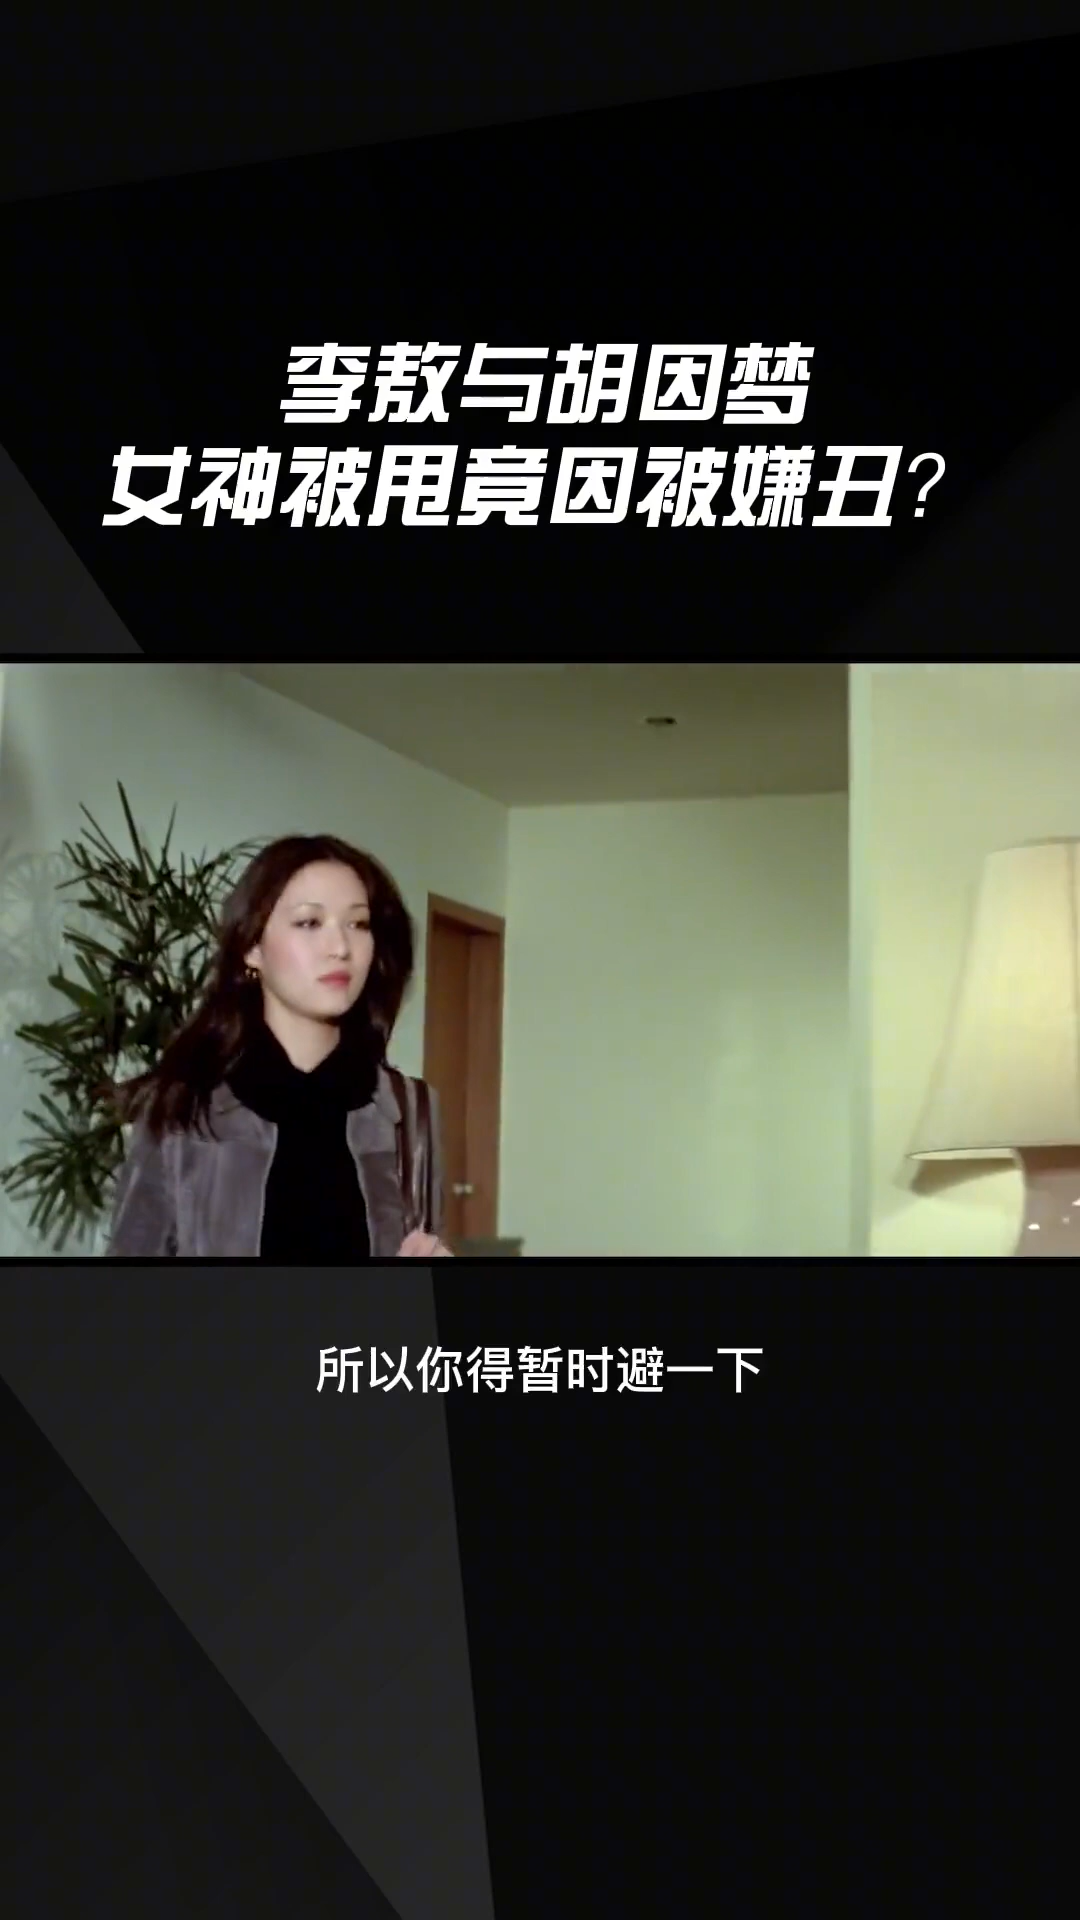 李敖与胡因梦
女神被甩竟因被嫌丑？
所以你得暂时避一下